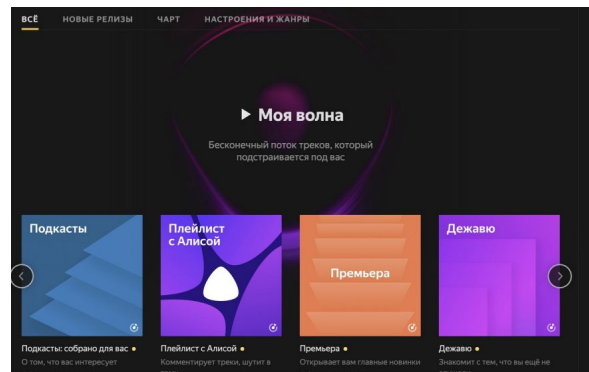 ВСЁ НОВЫЕ РЕЛИЗЫ ЧАРТ НАСТРОЕНИЯ И ЖАНРЫ
Моя волна
Бесконечный поток треков, который
подстраивается под вас
Подкасты
Плейлист
с Алисой
Премьера
Дежавю
Подкасты: собрано для вас
О том, что вас интересует
Плейлист с Алисой
Комментирует треки, шутит в
Премьера
Открывает вам главные новинки
Дежавю
Знакомит с тем, что вы ещё не